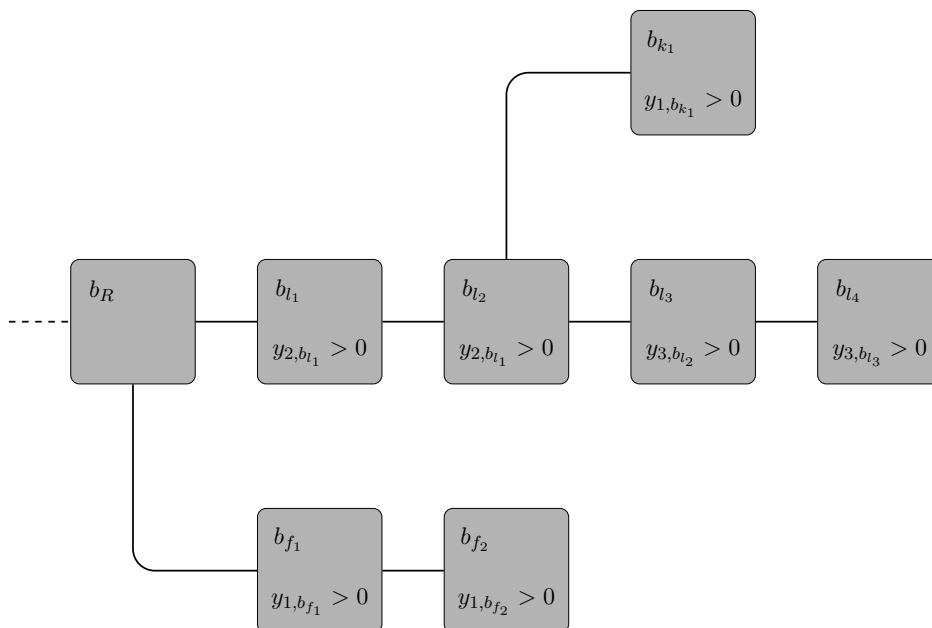 b_{k_1}
y_{1,b_{k_1}} > 0
b_R
b_{l_1}
y_{2,b_{l_1}} > 0
b_{l_2}
y_{2,b_{l_1}} > 0
b_{l_3}
y_{3,b_{l_2}} > 0
b_{l_4}
y_{3,b_{l_3}} > 0
b_{f_1}
y_{1,b_{f_1}} > 0
b_{f_2}
y_{1,b_{f_2}} > 0